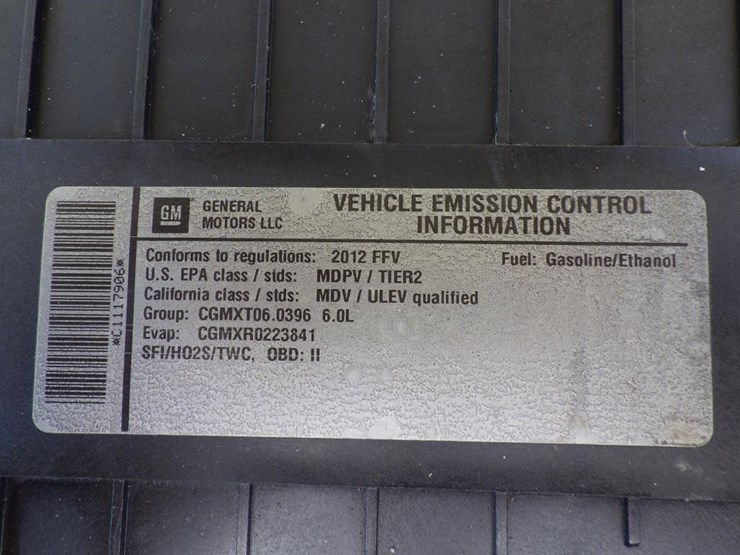 GM
GENERAL
MOTORS LLC
VEHICLE EMISSION CONTROL
INFORMATION
Conforms to regulations: 2012 FFV
Fuel: Gasoline/Ethanol
U.S. EPA class / stds: MDPV / TIER2
California class / stds: MDV / ULEV qualified
Group: CGMXT06.0396 6.0L
Evap: CGMXR0223841
SFI/HO2S/TWC, OBD: II
*C1117906*